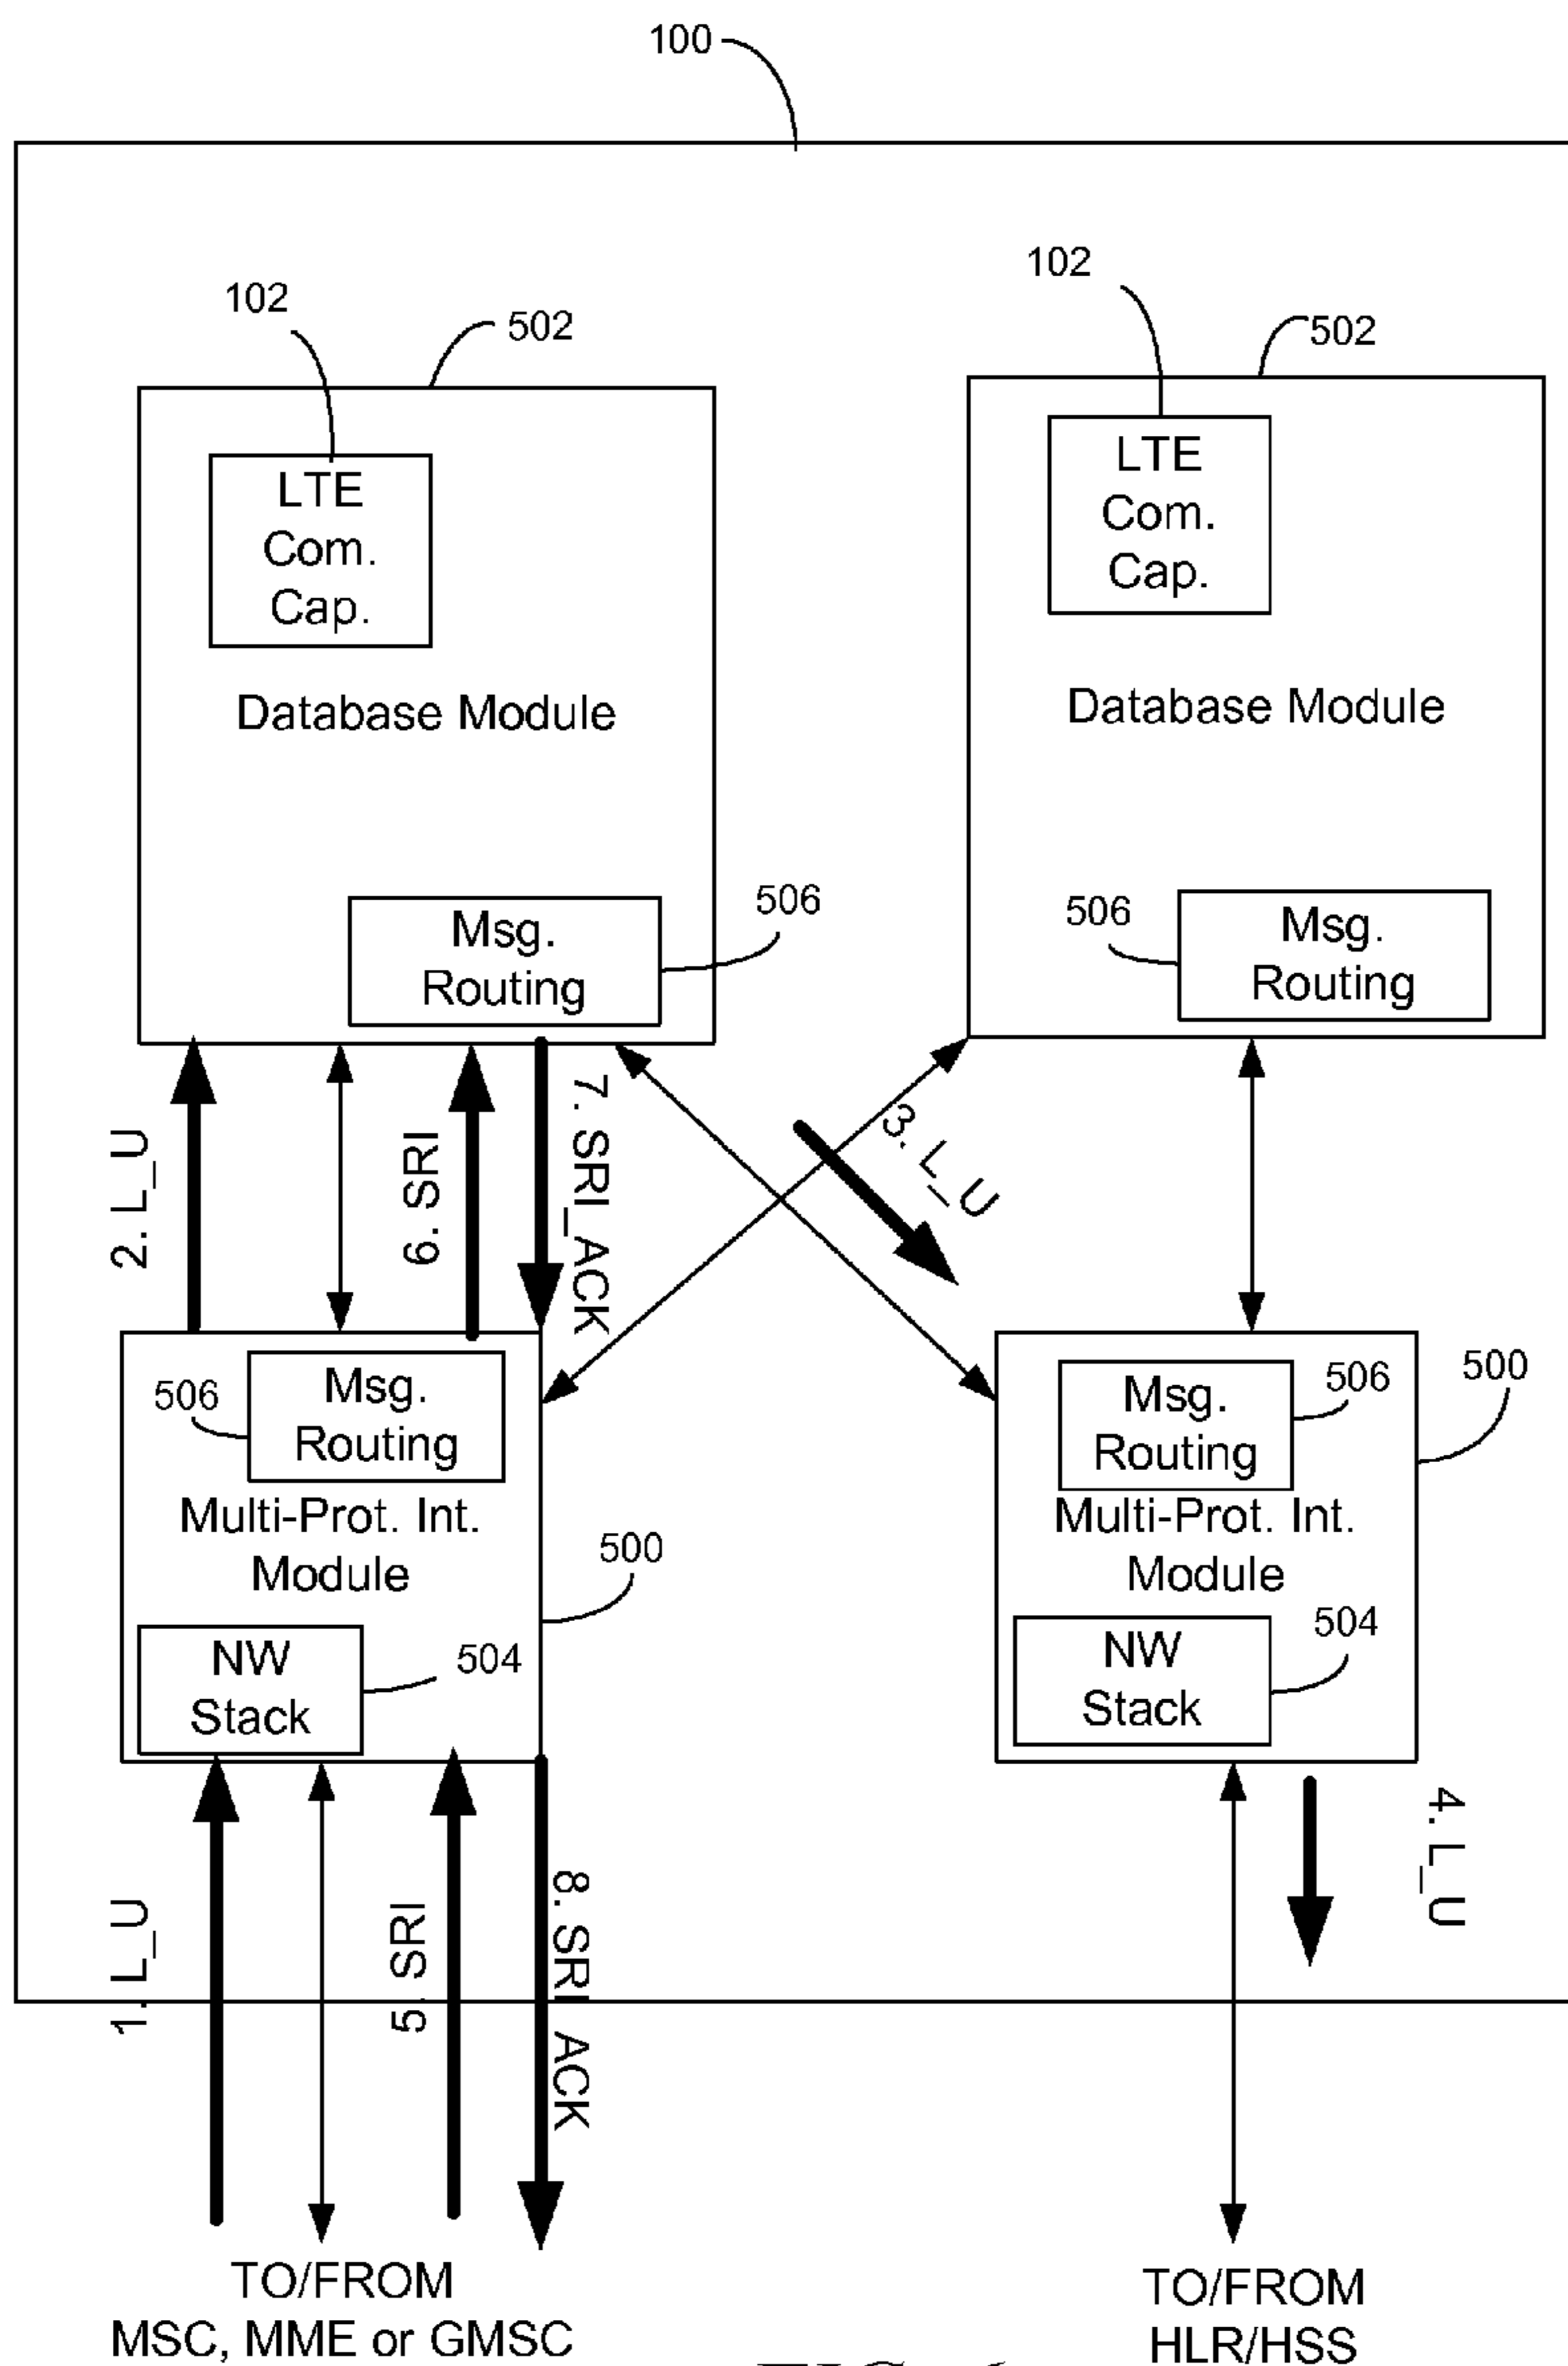 100
102
502
102
502
LTE
Com.
Cap.
LTE
Com.
Cap.
Database Module
Database Module
506
Msg.
Routing
506
Msg.
Routing
2. L_U
6. SRI
7. SRI_ACK
3. L_U
506
Msg.
Routing
Multi-Prot. Int.
Module
500
NW
Stack
504
Msg.
Routing
506
500
Multi-Prot. Int.
Module
NW
Stack
504
1. L_U
5. SRI
8. SRI_ACK
4. L_U
TO/FROM
MSC, MME or GMSC
TO/FROM
HLR/HSS